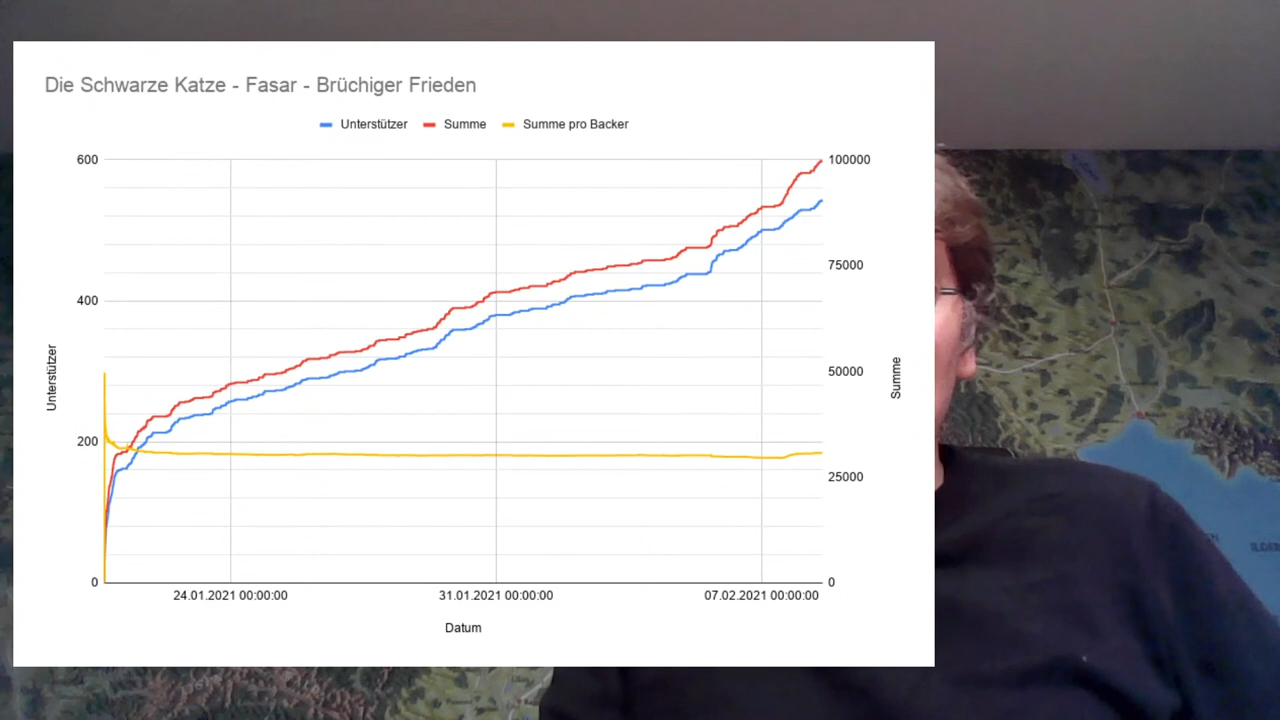 Die Schwarze Katze - Fasar - Brüchiger Frieden
Unterstützer Summe Summe pro Backer
600 100000
75000
400
50000
200
25000
0 0
Unterstützer
Summe
24.01.2021 00:00:00 31.01.2021 00:00:00 07.02.2021 00:00:00
Datum